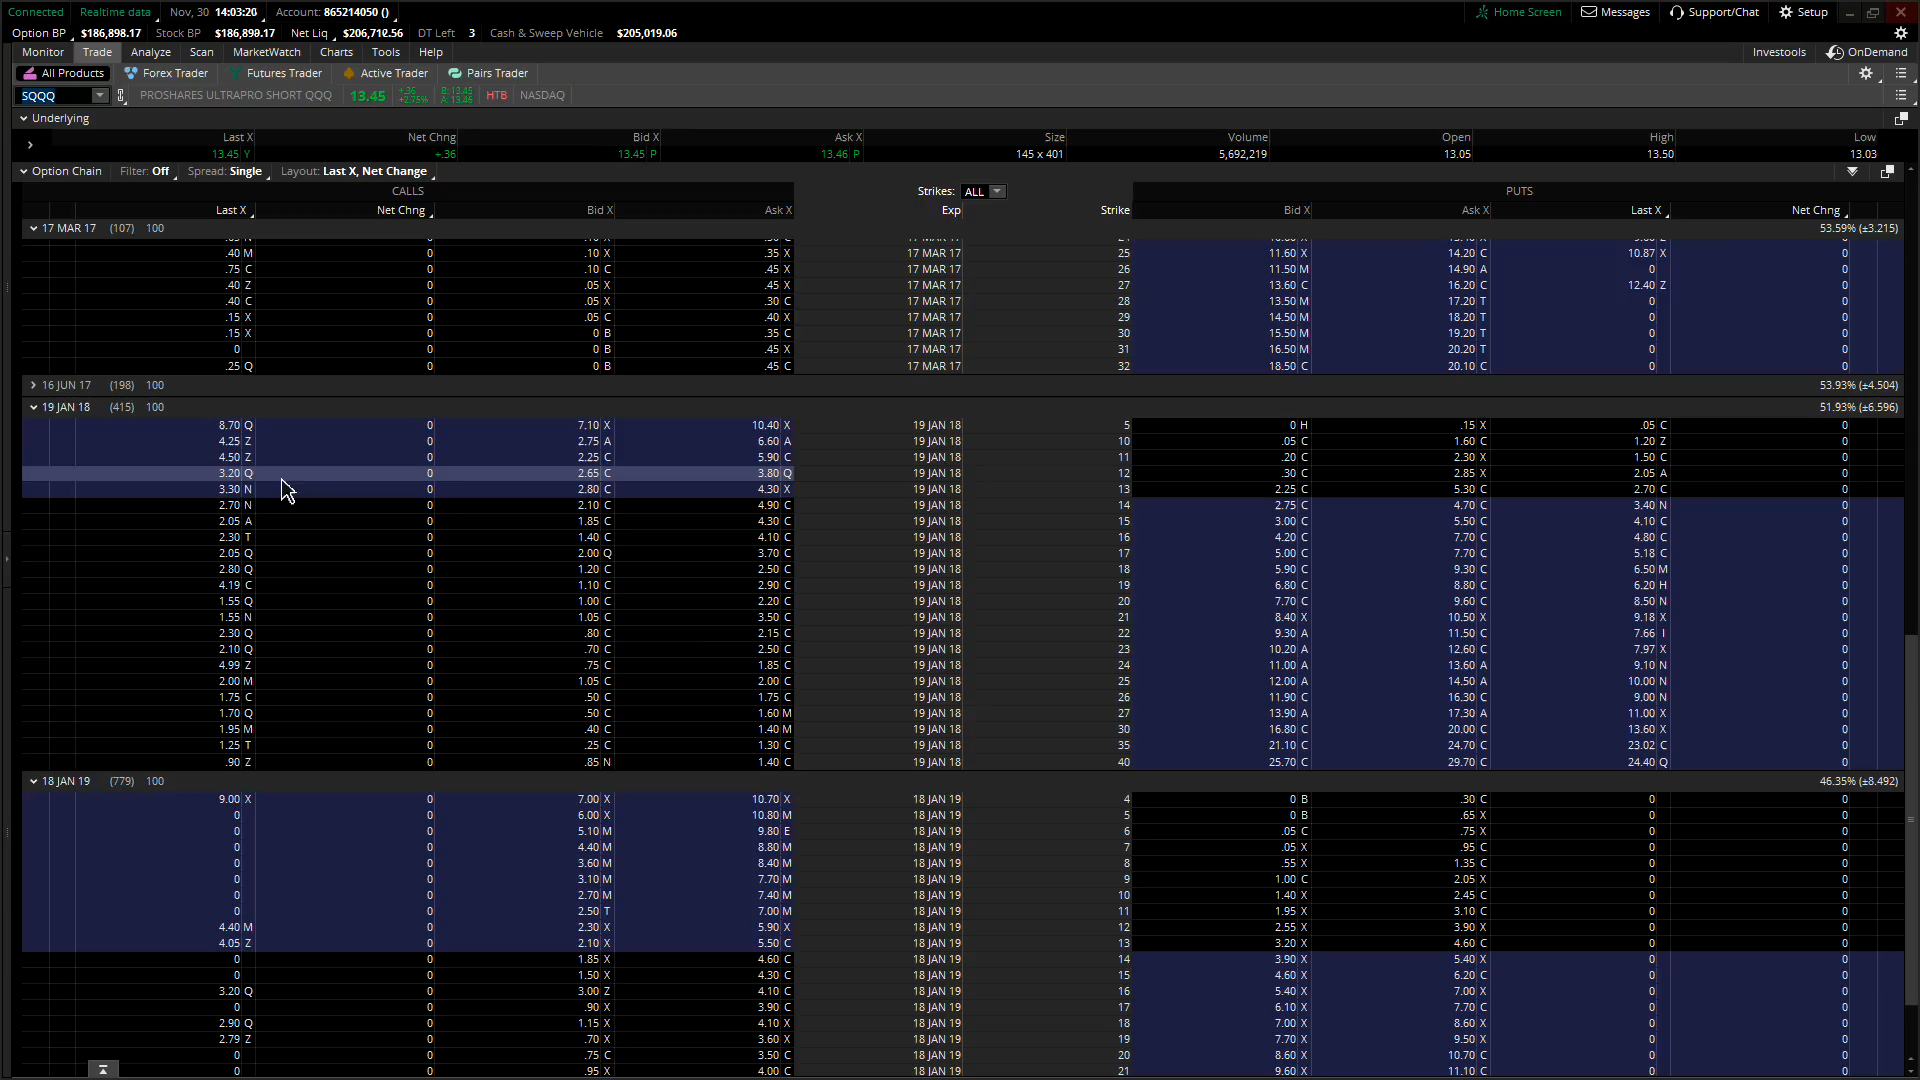 Connected Realtime data Nov, 30 14:03:20 Account: 865214050 () Home Screen Messages Support/Chat Setup
Option BP $186,898.17 Stock BP $186,898.17 Net Liq $206,712.56 DT Left 3 Cash & Sweep Vehicle $205,019.06
Monitor Trade Analyze Scan MarketWatch Charts Tools Help Investools OnDemand
All Products Forex Trader Futures Trader Active Trader Pairs Trader
SQQQ PROSHARES ULTRAPRO SHORT QQQ 13.45 +.36 +2.75% B: 13.45 A: 13.46 HTB NASDAQ
Underlying
Last X Net Chng Bid X Ask X Size Volume Open High Low
13.45 Y +.36 13.45 P 13.46 P 145 x 401 5,692,219 13.05 13.50 13.03
Option Chain Filter: Off Spread: Single Layout: Last X, Net Change
CALLS Strikes: ALL PUTS
Last X Net Chng Bid X Ask X Exp Strike Bid X Ask X Last X Net Chng
17 MAR 17 (107) 100 53.59% (±3.215)
.40 M 0 .10 X .35 X 17 MAR 17 25 11.60 X 14.20 C 10.87 X 0
.75 C 0 .10 C .45 X 17 MAR 17 26 11.50 M 14.90 A 0 0
.40 Z 0 .05 X .45 X 17 MAR 17 27 13.60 C 16.20 C 12.40 Z 0
.40 C 0 .05 X .30 C 17 MAR 17 28 13.50 M 17.20 T 0 0
.15 X 0 .05 C .40 X 17 MAR 17 29 14.50 M 18.20 T 0 0
.15 X 0 0 B .35 C 17 MAR 17 30 15.50 M 19.20 T 0 0
0 0 0 B .45 X 17 MAR 17 31 16.50 M 20.20 T 0 0
.25 Q 0 0 B .45 C 17 MAR 17 32 18.50 C 20.10 C 0 0
16 JUN 17 (198) 100 53.93% (±4.504)
19 JAN 18 (415) 100 51.93% (±6.596)
8.70 Q 0 7.10 X 10.40 X 19 JAN 18 5 0 H .15 X .05 C 0
4.25 Z 0 2.75 A 6.60 A 19 JAN 18 10 .05 C 1.60 C 1.20 Z 0
4.50 Z 0 2.25 C 5.90 C 19 JAN 18 11 .20 C 2.30 X 1.50 C 0
3.20 Q 0 2.65 C 3.80 Q 19 JAN 18 12 .30 C 2.85 X 2.05 A 0
3.30 N 0 2.80 C 4.30 X 19 JAN 18 13 2.25 C 5.30 C 2.70 C 0
2.70 N 0 2.10 C 4.90 C 19 JAN 18 14 2.75 C 4.70 C 3.40 N 0
2.05 A 0 1.85 C 4.30 C 19 JAN 18 15 3.00 C 5.50 C 4.10 C 0
2.30 T 0 1.40 C 4.10 C 19 JAN 18 16 4.20 C 7.70 C 4.80 C 0
2.05 Q 0 2.00 Q 3.70 C 19 JAN 18 17 5.00 C 7.70 C 5.18 C 0
2.80 Q 0 1.20 C 2.50 C 19 JAN 18 18 5.90 C 9.30 C 6.50 M 0
4.19 C 0 1.10 C 2.90 C 19 JAN 18 19 6.80 C 8.80 C 6.20 H 0
1.55 Q 0 1.00 C 2.20 C 19 JAN 18 20 7.70 C 9.60 C 8.50 N 0
1.55 N 0 1.05 C 3.50 C 19 JAN 18 21 8.40 X 10.50 X 9.18 X 0
2.30 Q 0 .80 C 2.15 C 19 JAN 18 22 9.30 A 11.50 C 7.66 I 0
2.10 Q 0 .70 C 2.50 C 19 JAN 18 23 10.20 A 12.60 C 7.97 X 0
4.99 Z 0 .75 C 1.85 C 19 JAN 18 24 11.00 A 13.60 A 9.10 N 0
2.00 M 0 1.05 C 2.00 C 19 JAN 18 25 12.00 A 14.50 A 10.00 N 0
1.75 C 0 .50 C 1.75 C 19 JAN 18 26 11.90 C 16.30 C 9.00 N 0
1.70 Q 0 .50 C 1.60 M 19 JAN 18 27 13.90 A 17.30 A 11.00 X 0
1.95 M 0 .40 C 1.40 M 19 JAN 18 30 16.80 C 20.00 C 13.60 X 0
1.25 T 0 .25 C 1.30 C 19 JAN 18 35 21.10 C 24.70 C 23.02 C 0
.90 Z 0 .85 N 1.40 C 19 JAN 18 40 25.70 C 29.70 C 24.40 Q 0
18 JAN 19 (779) 100 46.35% (±8.492)
9.00 X 0 7.00 X 10.70 X 18 JAN 19 4 0 B .30 C 0 0
0 0 6.00 X 10.80 M 18 JAN 19 5 0 B .65 X 0 0
0 0 5.10 M 9.80 E 18 JAN 19 6 .05 C .75 X 0 0
0 0 4.40 M 8.80 M 18 JAN 19 7 .05 X .95 C 0 0
0 0 3.60 M 8.40 M 18 JAN 19 8 .55 X 1.35 C 0 0
0 0 3.10 M 7.70 M 18 JAN 19 9 1.00 C 2.05 X 0 0
0 0 2.70 M 7.40 M 18 JAN 19 10 1.40 X 2.45 C 0 0
0 0 2.50 T 7.00 M 18 JAN 19 11 1.95 X 3.10 C 0 0
4.40 M 0 2.30 X 5.90 X 18 JAN 19 12 2.55 X 3.90 X 0 0
4.05 Z 0 2.10 X 5.50 C 18 JAN 19 13 3.20 X 4.60 C 0 0
0 0 1.85 X 4.60 C 18 JAN 19 14 3.90 X 5.40 X 0 0
0 0 1.50 X 4.30 C 18 JAN 19 15 4.60 X 6.20 C 0 0
3.20 Q 0 3.00 Z 4.10 C 18 JAN 19 16 5.40 X 7.00 X 0 0
0 0 .90 X 3.90 C 18 JAN 19 17 6.10 X 7.70 C 0 0
2.90 Q 0 1.15 X 4.10 X 18 JAN 19 18 7.00 X 8.60 X 0 0
2.79 Z 0 .70 X 3.60 X 18 JAN 19 19 7.70 X 9.50 X 0 0
0 0 .75 C 3.50 C 18 JAN 19 20 8.60 X 10.70 C 0 0
0 0 .95 X 4.00 C 18 JAN 19 21 9.60 X 11.10 C 0 0